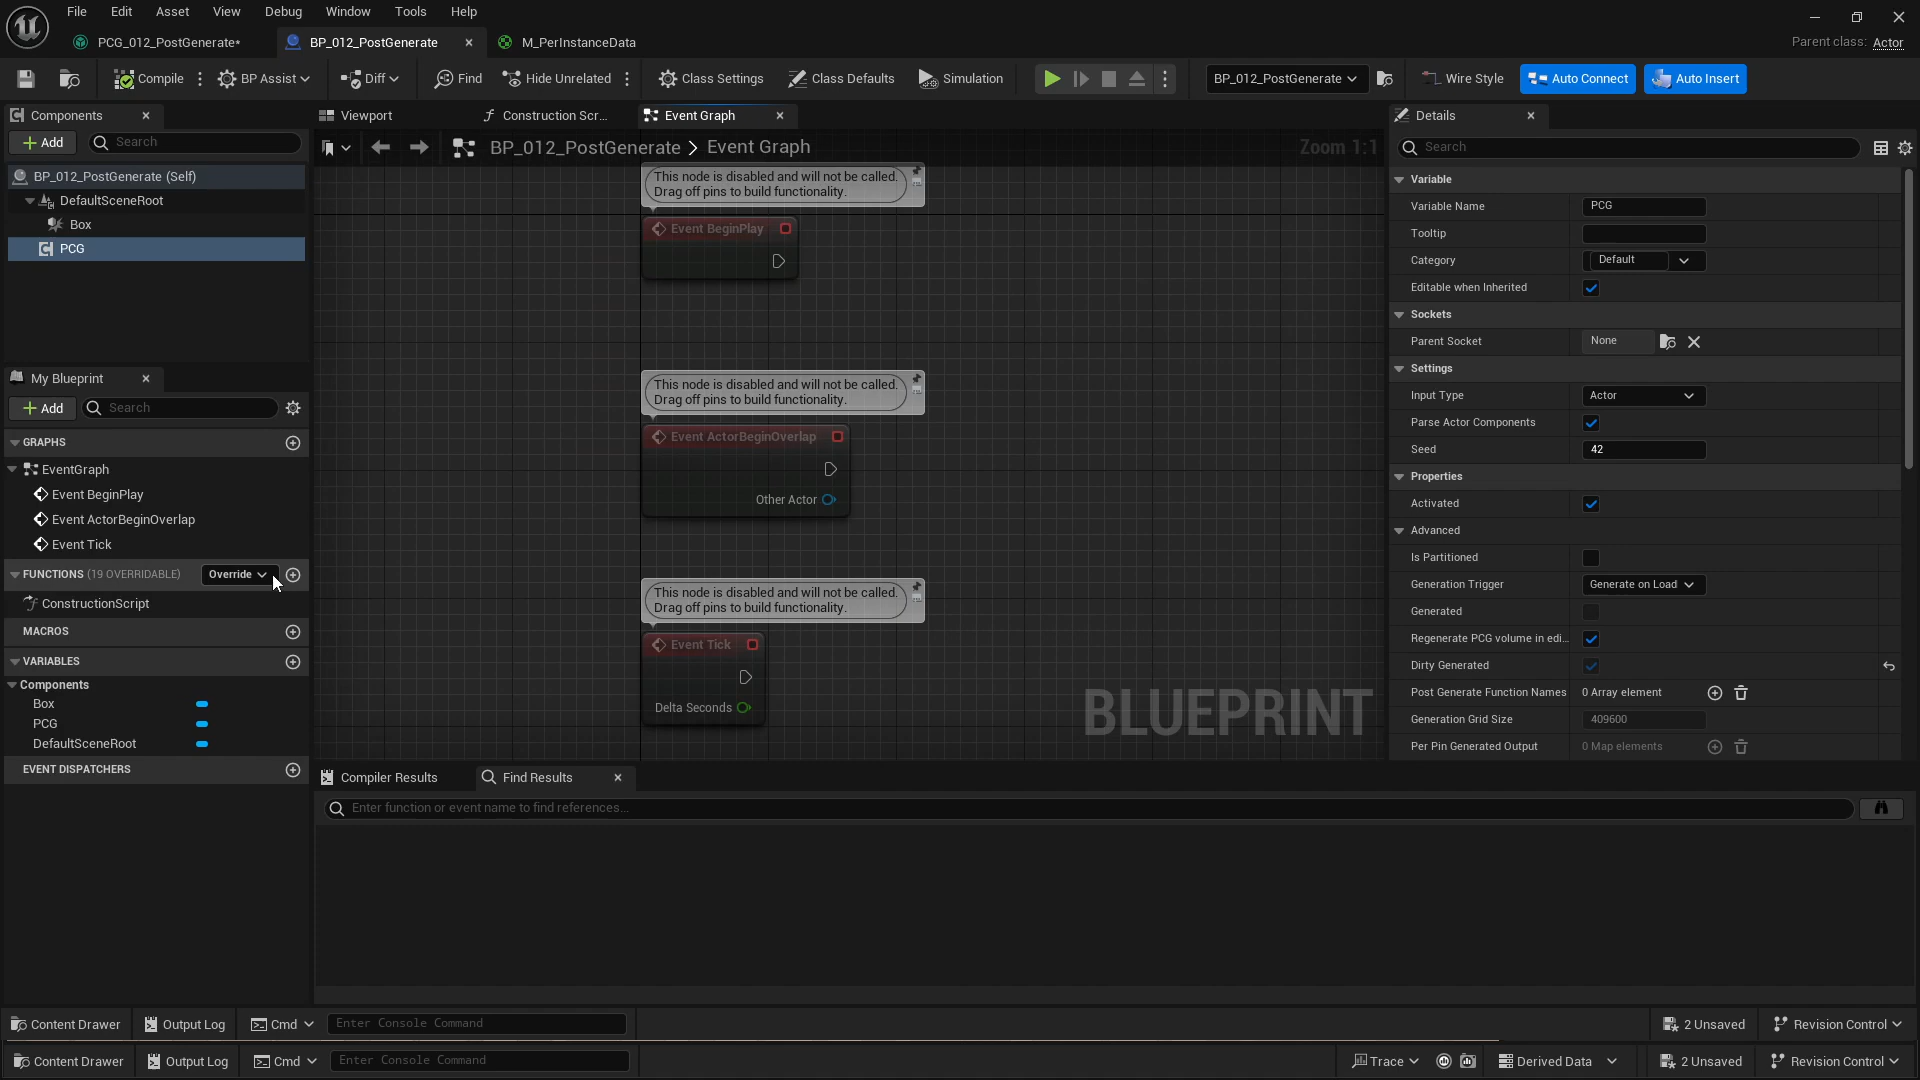 File Edit Asset View Debug Window Tools Help
PCG_012_PostGenerate* BP_012_PostGenerate M_PerInstanceData
Parent class: Actor
Compile BP Assist Diff Find Hide Unrelated Class Settings Class Defaults Simulation BP_012_PostGenerate Wire Style Auto Connect Auto Insert
Components
Add Search
BP_012_PostGenerate (Self)
DefaultSceneRoot
Box
PCG
My Blueprint
Add Search
GRAPHS
EventGraph
Event BeginPlay
Event ActorBeginOverlap
Event Tick
FUNCTIONS (19 OVERRIDABLE) Override
ConstructionScript
MACROS
VARIABLES
Components
Box
PCG
DefaultSceneRoot
EVENT DISPATCHERS
Viewport Construction Scr... Event Graph
BP_012_PostGenerate > Event Graph Zoom 1:1
This node is disabled and will not be called.
Drag off pins to build functionality.
Event BeginPlay
This node is disabled and will not be called.
Drag off pins to build functionality.
Event ActorBeginOverlap
Other Actor
This node is disabled and will not be called.
Drag off pins to build functionality.
Event Tick
Delta Seconds
BLUEPRINT
Compiler Results Find Results
Enter function or event name to find references...
Details
Search
Variable
Variable Name PCG
Tooltip
Category Default
Editable when Inherited
Sockets
Parent Socket None
Settings
Input Type Actor
Parse Actor Components
Seed 42
Properties
Activated
Advanced
Is Partitioned
Generation Trigger Generate on Load
Generated
Regenerate PCG volume in edi...
Dirty Generated
Post Generate Function Names 0 Array element
Generation Grid Size 409600
Per Pin Generated Output 0 Map elements
Content Drawer Output Log Cmd Enter Console Command 2 Unsaved Revision Control
Content Drawer Output Log Cmd Enter Console Command Trace Derived Data 2 Unsaved Revision Control